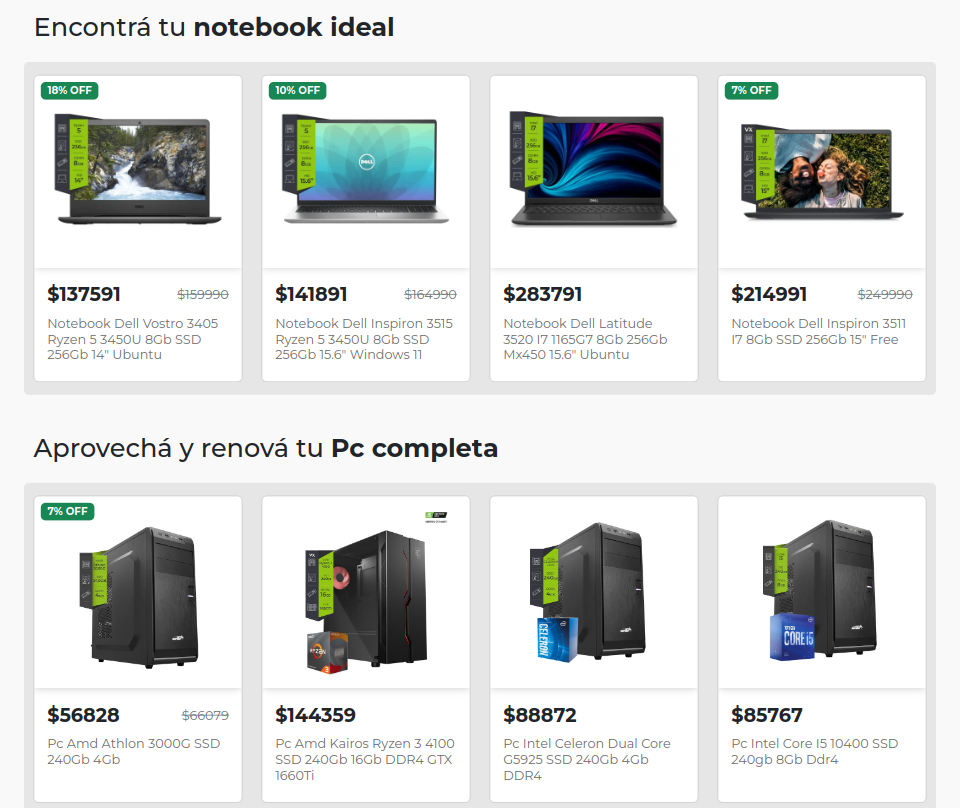 Encontrá tu notebook ideal
18% OFF
10% OFF
7% OFF
DELL
$137591 $159990
Notebook Dell Vostro 3405
Ryzen 5 3450U 8Gb SSD
256Gb 14" Ubuntu
$141891 $164990
Notebook Dell Inspiron 3515
Ryzen 5 3450U 8Gb SSD
256Gb 15.6" Windows 11
$283791
Notebook Dell Latitude
3520 I7 1165G7 8Gb 256Gb
Mx450 15.6" Ubuntu
$214991 $249990
Notebook Dell Inspiron 3511
I7 8Gb SSD 256Gb 15" Free
Aprovechá y renová tu Pc completa
7% OFF
RYZEN
3
CELERON
CORE i5
$56828 $66079
Pc Amd Athlon 3000G SSD
240Gb 4Gb
$144359
Pc Amd Kairos Ryzen 3 4100
SSD 240Gb 16Gb DDR4 GTX
1660Ti
$88872
Pc Intel Celeron Dual Core
G5925 SSD 240Gb 4Gb
DDR4
$85767
Pc Intel Core I5 10400 SSD
240gb 8Gb Ddr4